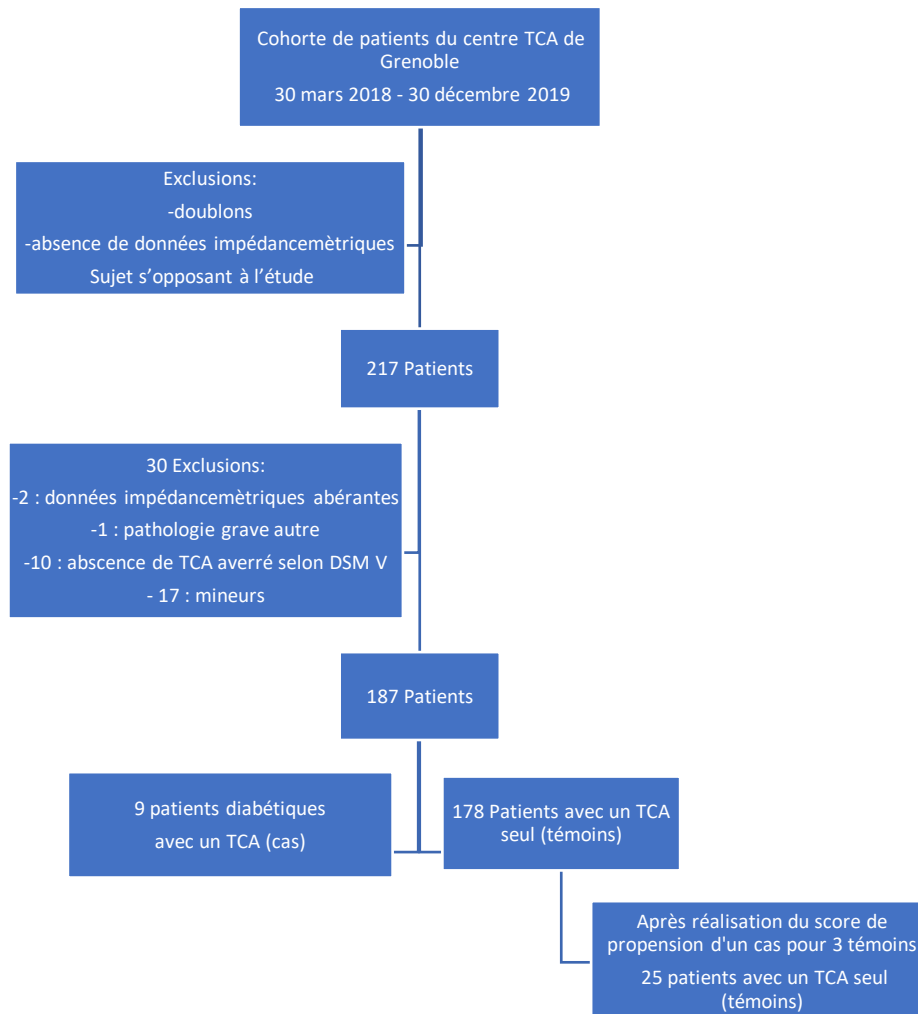 Cohorte de patients du centre TCA de
Grenoble
30 mars 2018 - 30 décembre 2019
Exclusions:
-doublons
-absence de données impédancemètriques
Sujet s'opposant à l'étude
217 Patients
30 Exclusions:
-2 : données impédancemètriques abérantes
-1 : pathologie grave autre
-10 : abscence de TCA averré selon DSM V
- 17 : mineurs
187 Patients
9 patients diabétiques
avec un TCA (cas)
178 Patients avec un TCA
seul (témoins)
Après réalisation du score de
propension d'un cas pour 3 témoins
25 patients avec un TCA seul
(témoins)